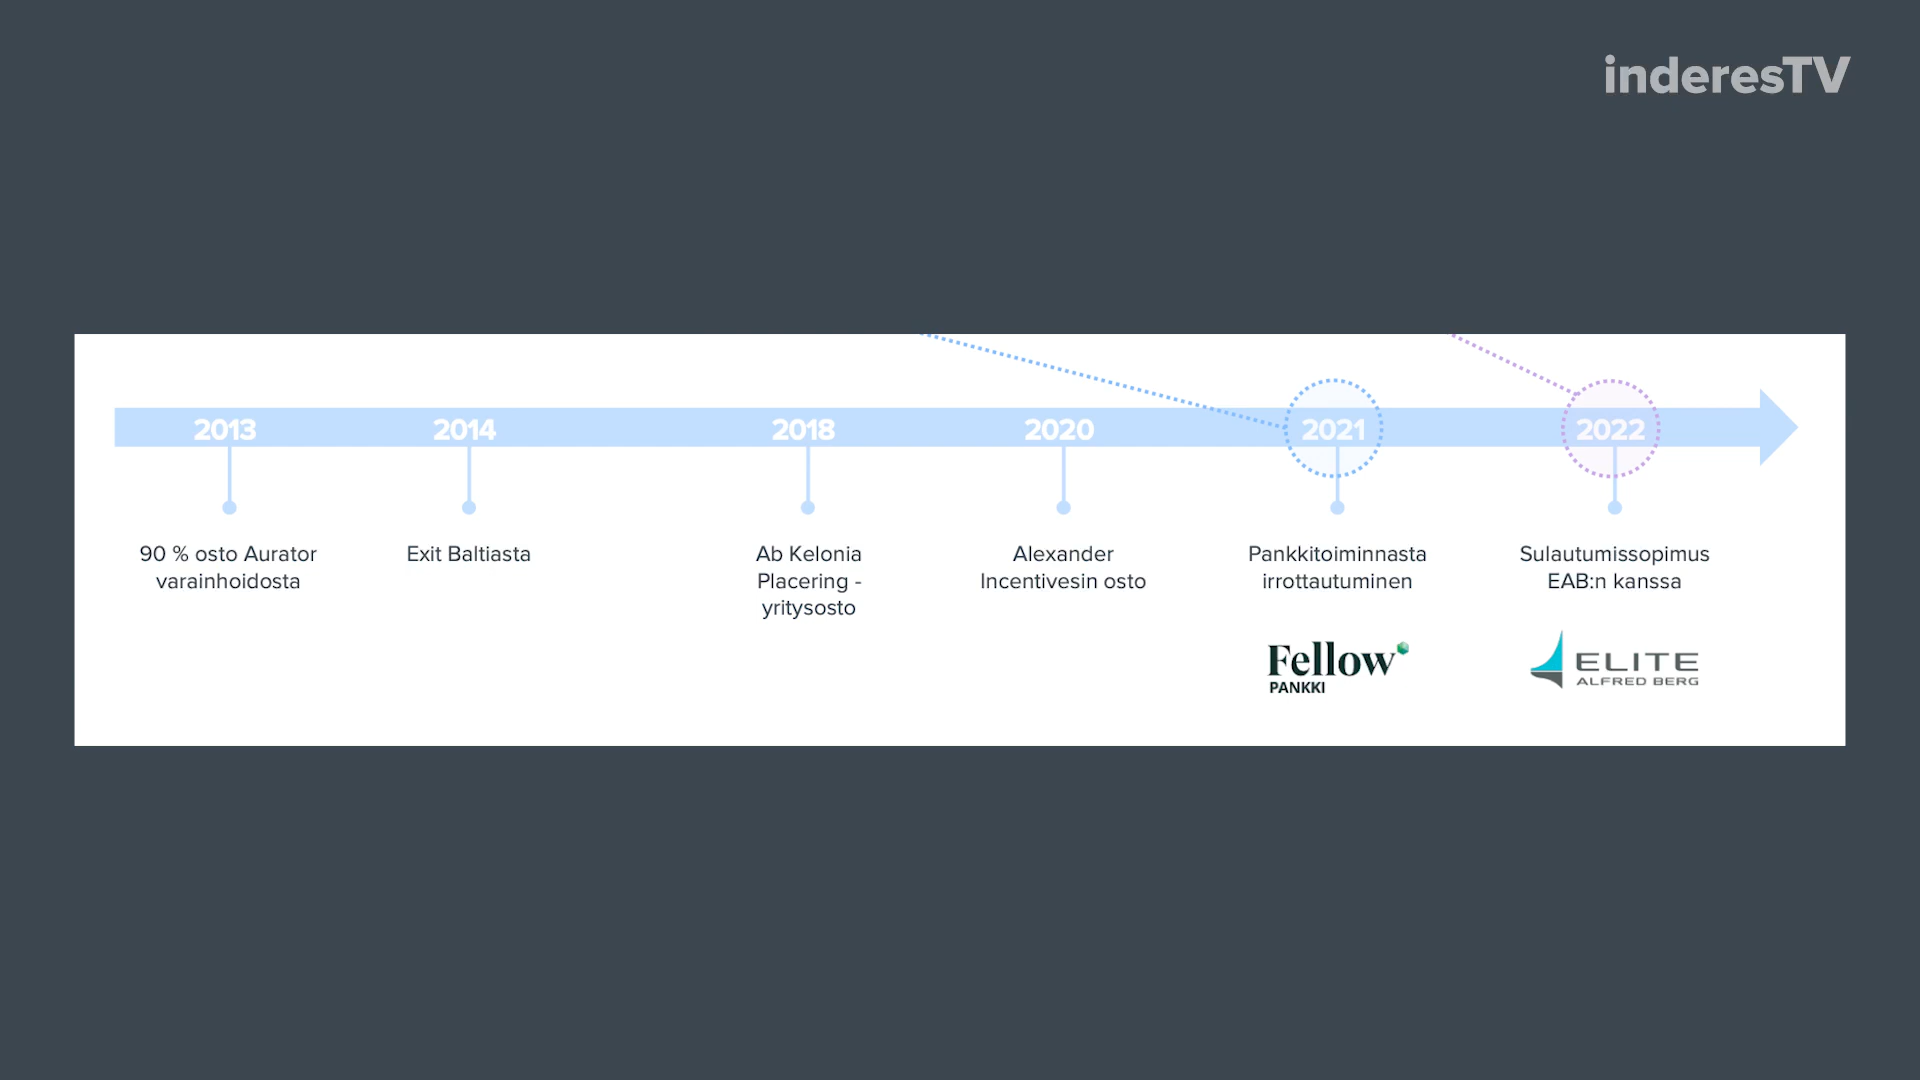 inderesTV
2013
2014
2018
2020
2021
2022
90 % osto Aurator
varainhoidosta
Exit Baltiasta
Ab Kelonia
Placering -
yritysosto
Alexander
Incentivesin osto
Pankkitoiminnasta
irrottautuminen
Sulautumissopimus
EAB:n kanssa
Fellow
PANKKI
ELITE
ALFRED BERG